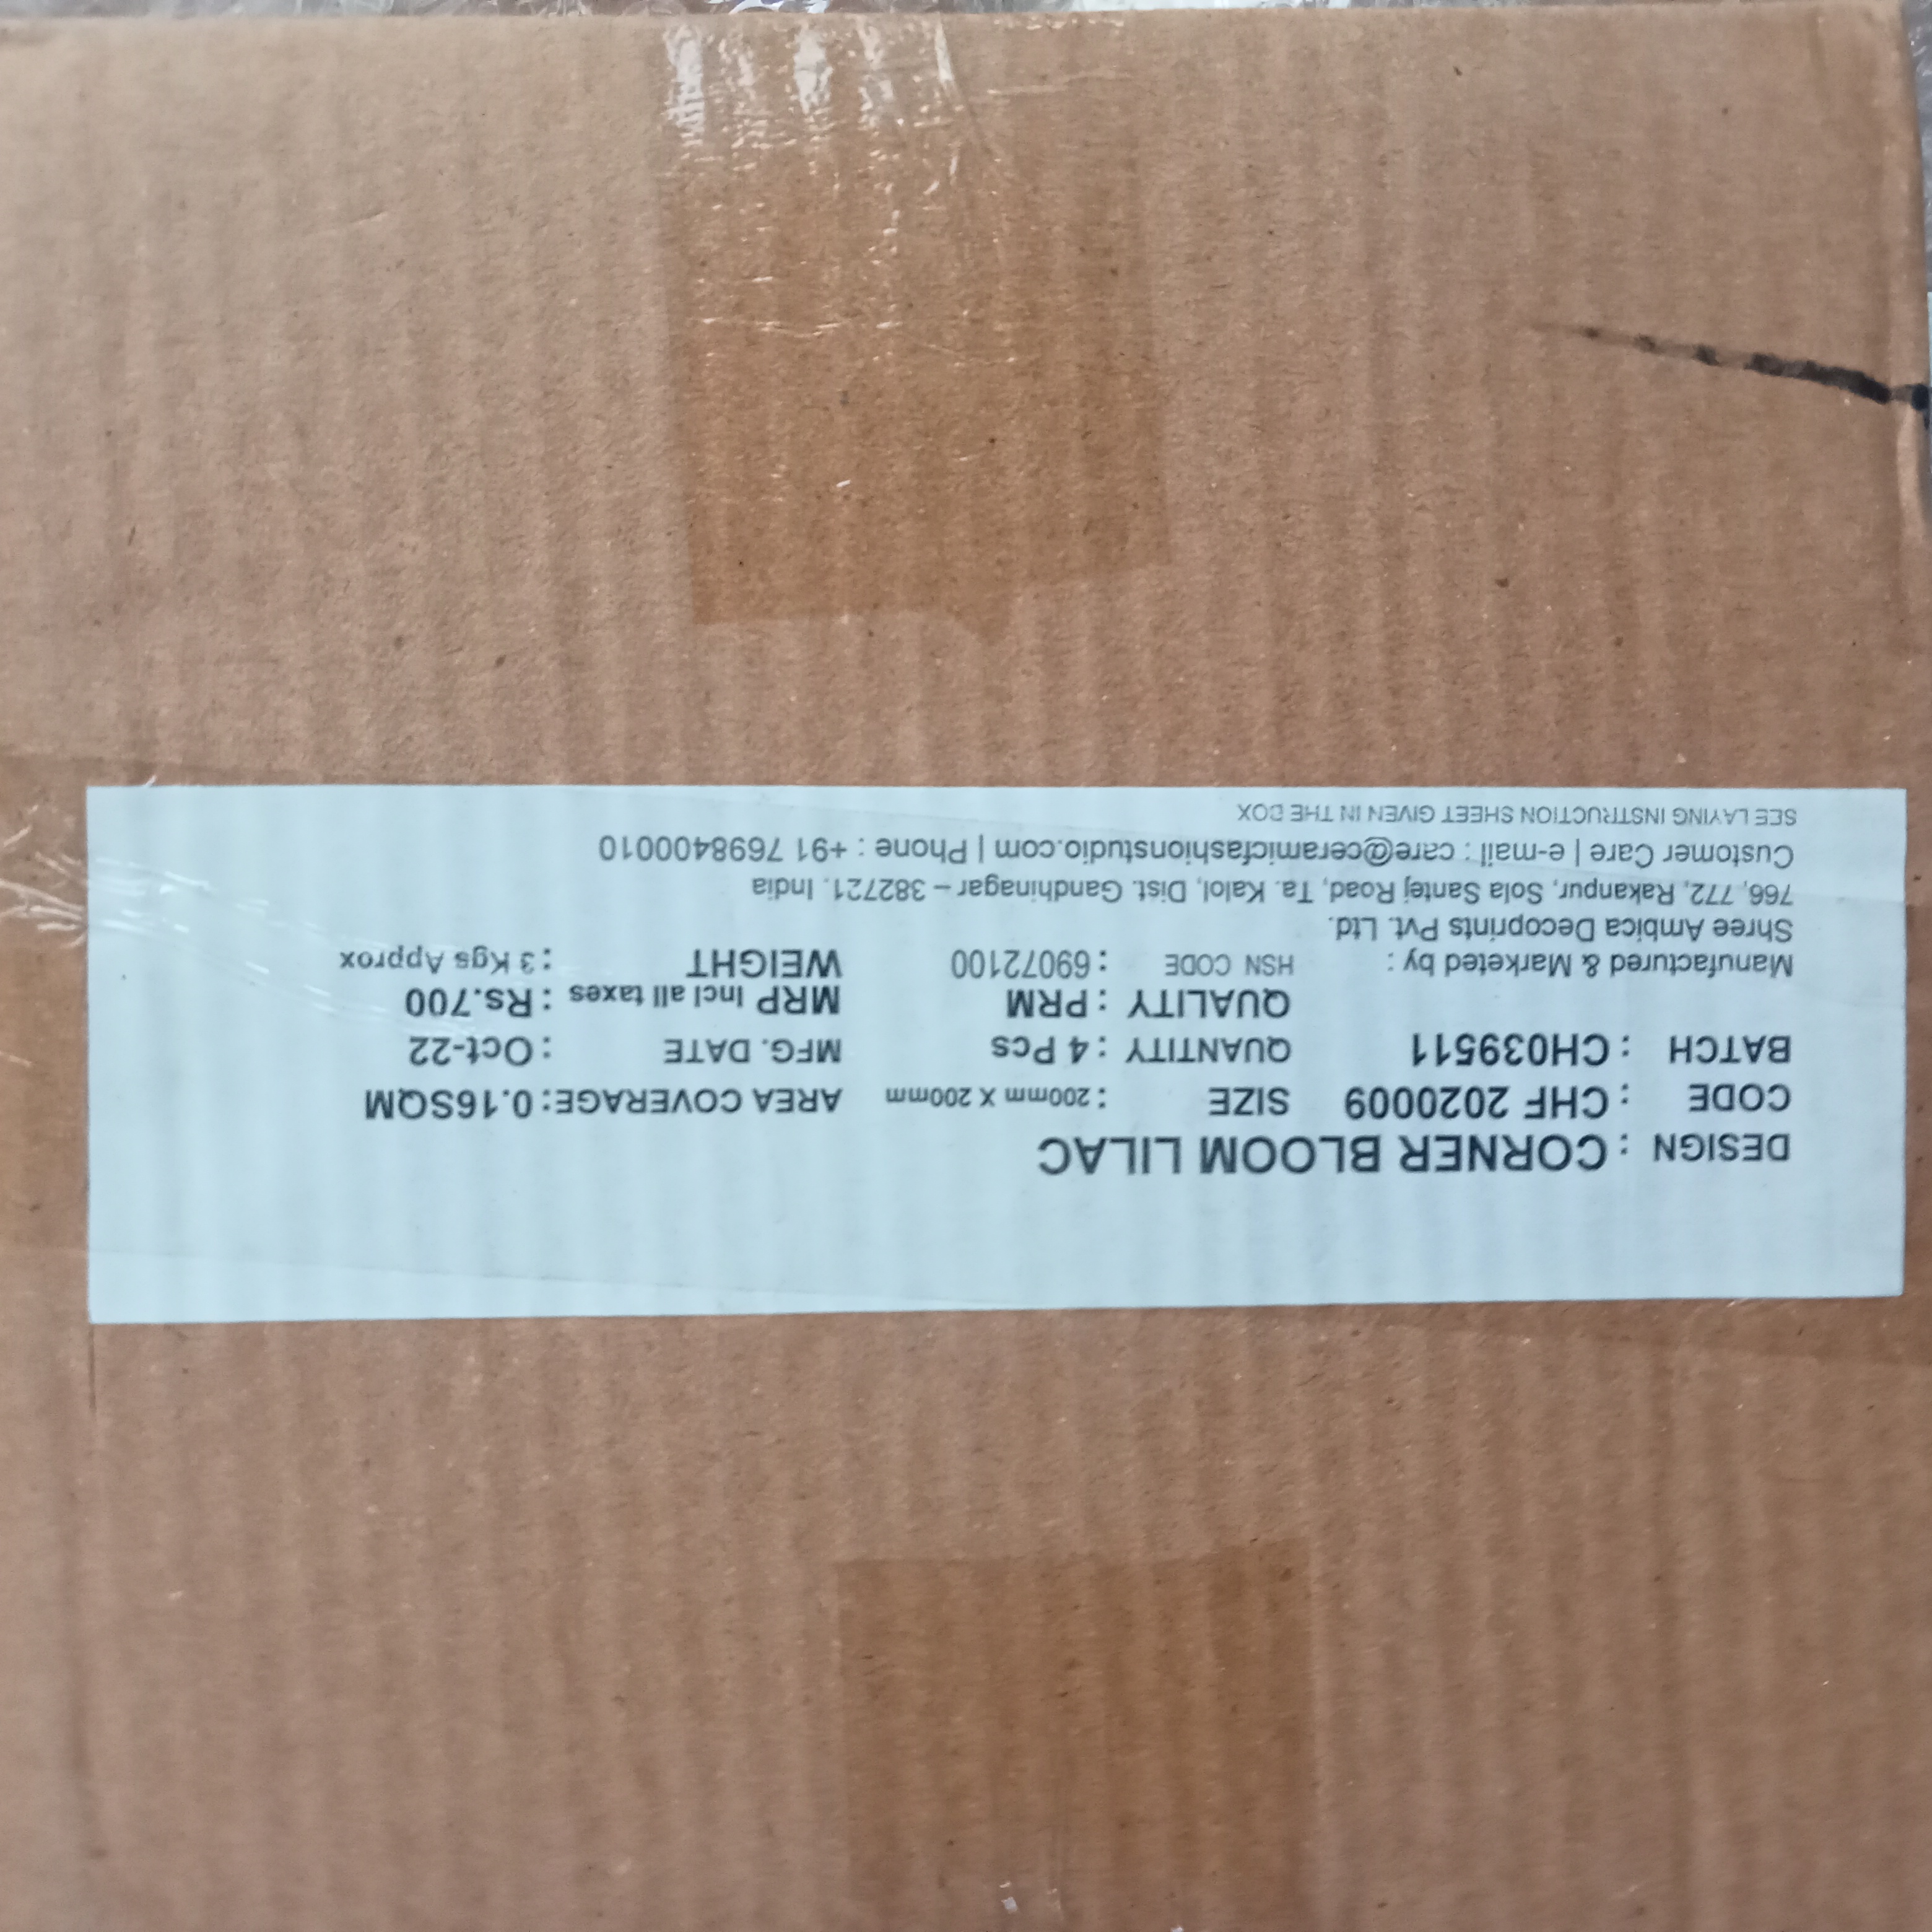 DESIGN : CORNER BLOOM LILAC
CODE : CHF 2020009 SIZE : 200mm X 200mm AREA COVERAGE : 0.16SQM
BATCH : CH039511 QUANTITY : 4 Pcs MFG. DATE : Oct-22
QUALITY : PRM MRP Incl all taxes : Rs.700
Manufactured & Marketed by : HSN CODE : 69072100 WEIGHT : 3 Kgs Approx
Shree Ambica Decoprints Pvt. Ltd.
766, 772, Rakanpur, Sola Santej Road, Ta. Kalol, Dist. Gandhinagar – 382721. India
Customer Care | e-mail : care@ceramicfashionstudio.com | Phone : +91 7698400010
SEE LAYING INSTRUCTION SHEET GIVEN IN THE BOX